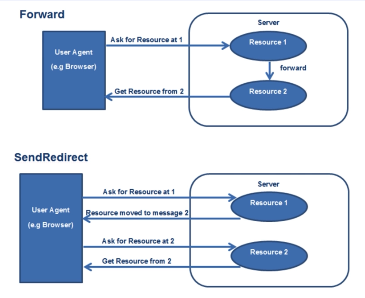 Forward
Server
Ask for Resource at 1
Resource 1
User Agent
(e.g Browser)
forward
Get Resource from 2
Resource 2
SendRedirect
Server
Ask for Resource at 1
Resource 1
User Agent
(e.g Browser)
Resource moved to message 2
Ask for Resource at 2
Resource 2
Get Resource from 2